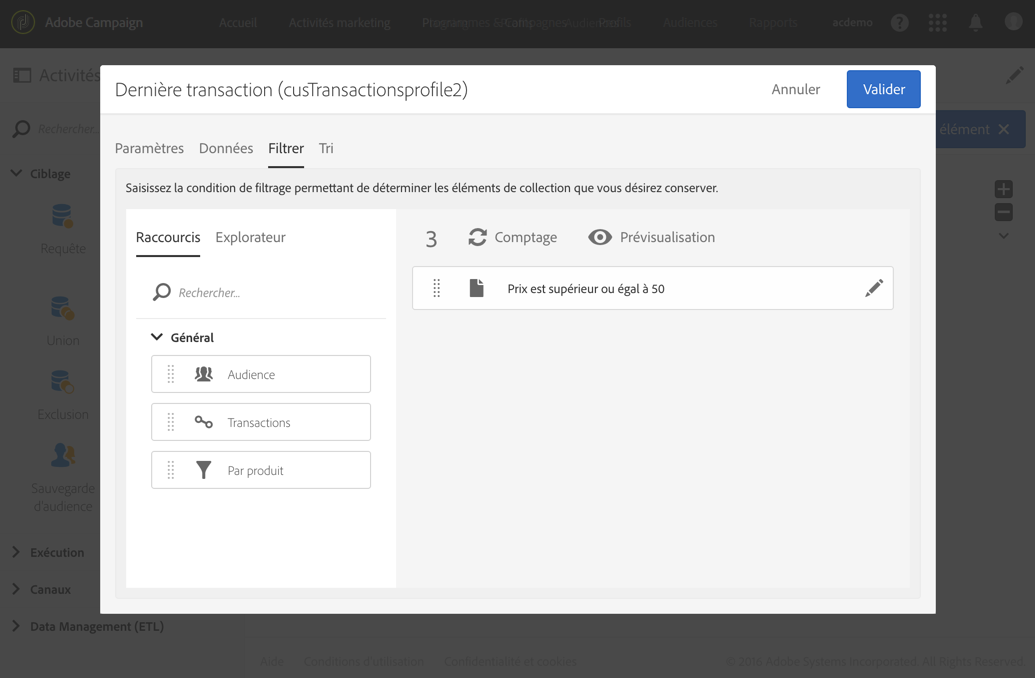 Adobe Campaign
Accueil
Activités marketing
Profils
Audiences
Rapports
acdemo
Activités
Rechercher...
élément
Ciblage
Requête
Union
Exclusion
Sauvegarde
d'audience
Exécution
Canaux
Data Management (ETL)
Dernière transaction (cusTransactionsprofile2)
Annuler
Valider
Paramètres
Données
Filtrer
Tri
Saisissez la condition de filtrage permettant de déterminer les éléments de collection que vous désirez conserver.
Raccourcis
Explorateur
Rechercher...
Général
Audience
Transactions
Par produit
3
Comptage
Prévisualisation
Prix est supérieur ou égal à 50
Aide
Conditions d'utilisation
Confidentialité et cookies
© 2016 Adobe Systems Incorporated. All Rights Reserved